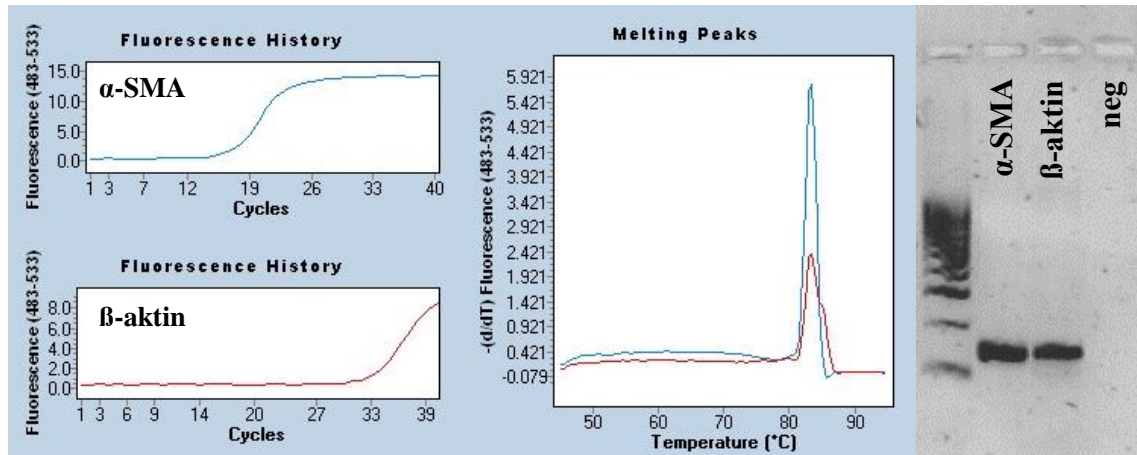 Fluorescence History
Fluorescence (483-533)
15.0
10.0
5.0
0.0
α-SMA
1 3 7 12 19 26 33 40
Cycles
Fluorescence History
Fluorescence (483-533)
8.0
6.0
4.0
2.0
0.0
ß-aktin
1 3 6 9 14 20 27 33 39
Cycles
Melting Peaks
-(d/dT) Fluorescence (483-533)
5.921
5.421
4.921
4.421
3.921
3.421
2.921
2.421
1.921
1.421
0.921
0.421
-0.079
50 60 70 80 90
Temperature (°C)
α-SMA
ß-aktin
neg